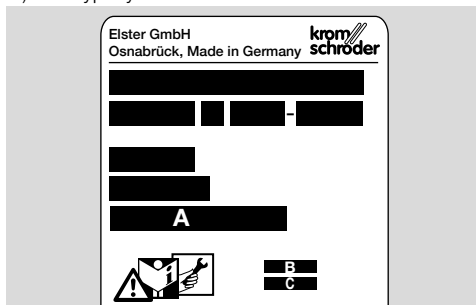 Elster GmbH
Osnabrück, Made in Germany
krom
schröder
-
A
B
C